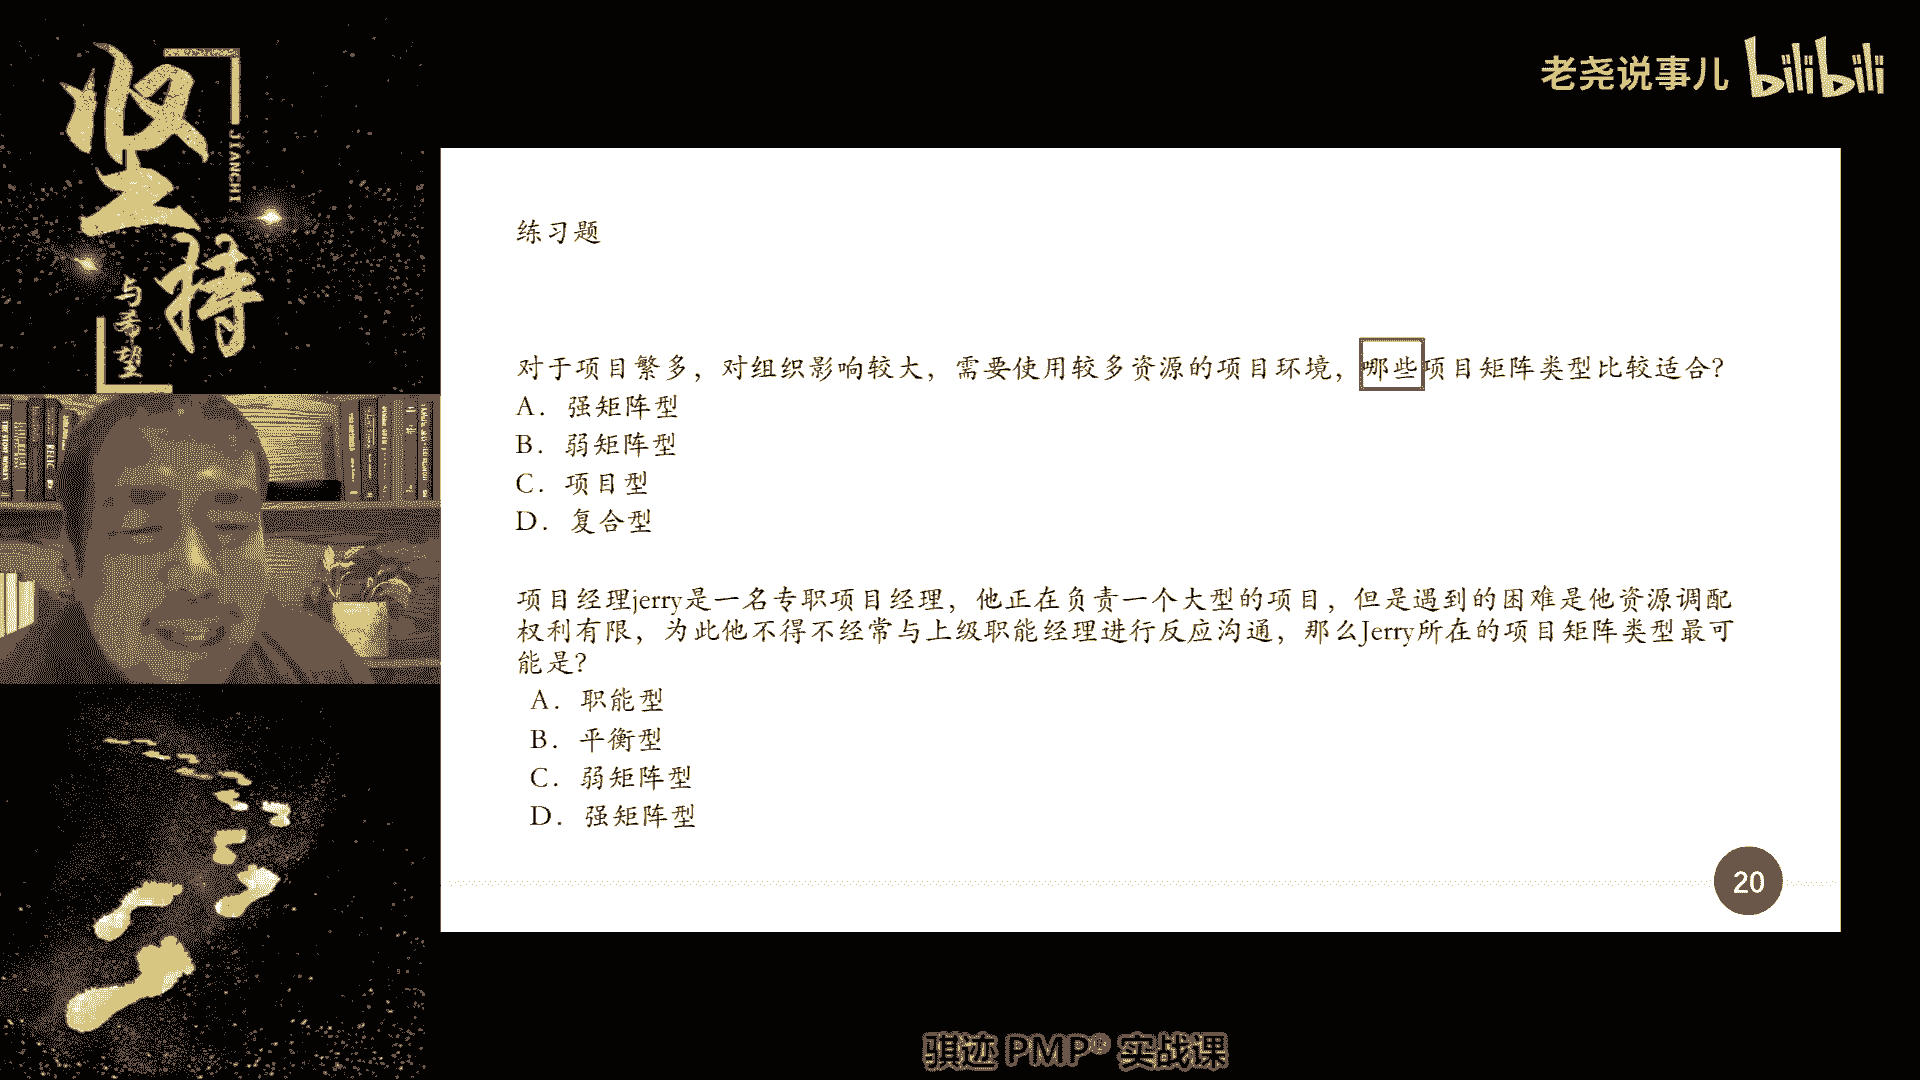 坚持
JIANCHI
与希望
老尧说事儿 bilibili
练习题
对于项目繁多，对组织影响较大，需要使用较多资源的项目环境，哪些项目矩阵类型比较适合？
A．强矩阵型
B．弱矩阵型
C．项目型
D．复合型
项目经理jerry是一名专职项目经理，他正在负责一个大型的项目，但是遇到的困难是他资源调配
权利有限，为此他不得不经常与上级职能经理进行反应沟通，那么Jerry所在的项目矩阵类型最可
能是？
A．职能型
B．平衡型
C．弱矩阵型
D．强矩阵型
20
骐迹 PMP® 实战课